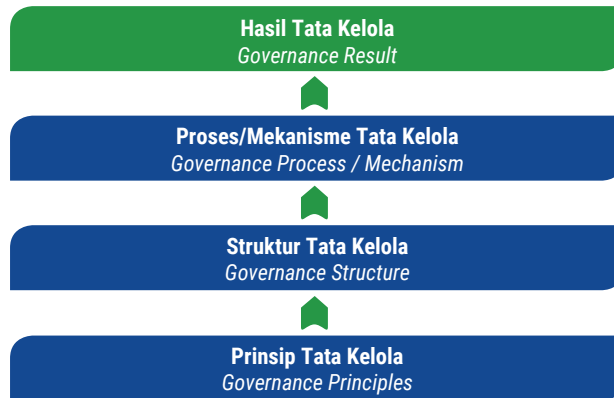 Hasil Tata Kelola
Governance Result
Proses/Mekanisme Tata Kelola
Governance Process / Mechanism
Struktur Tata Kelola
Governance Structure
Prinsip Tata Kelola
Governance Principles